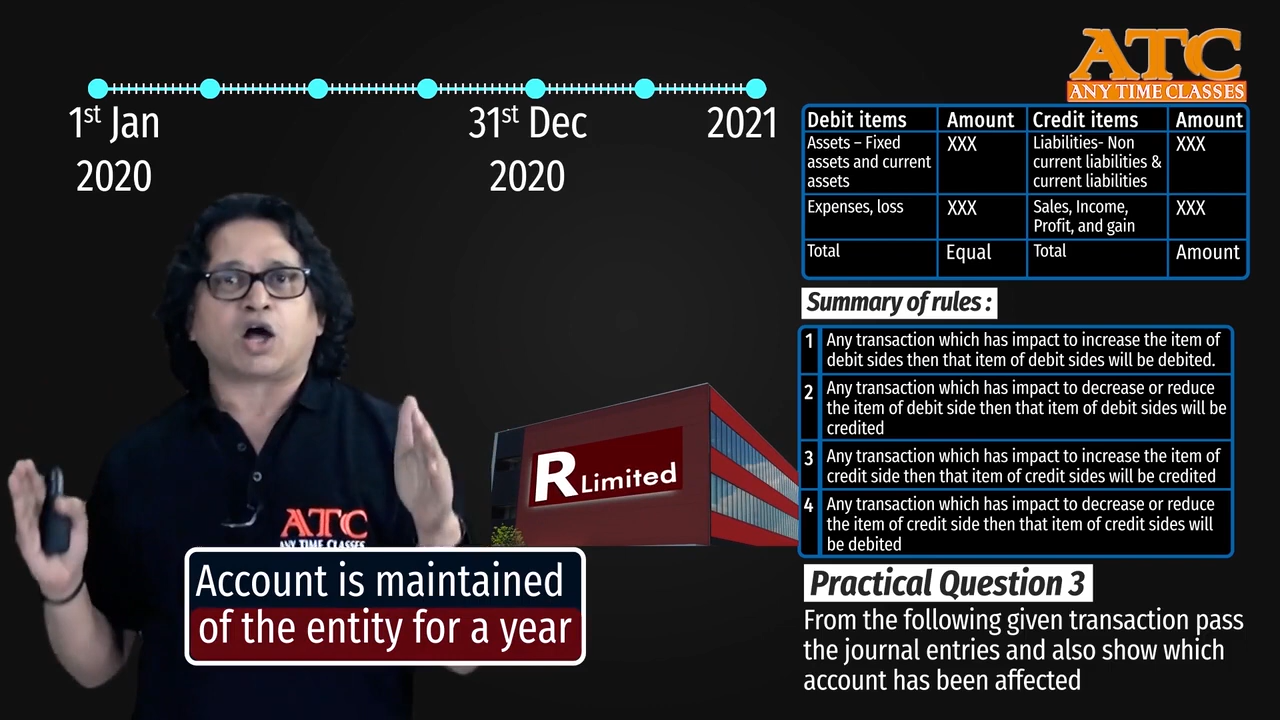 ATC
ANY TIME CLASSES
1st Jan
2020
31st Dec
2020
2021
Debit items Amount Credit items Amount
Assets – Fixed
assets and current
assets
XXX
Liabilities- Non
current liabilities &
current liabilities
XXX
Expenses, loss
XXX
Sales, Income,
Profit, and gain
XXX
Total Equal Total Amount
Summary of rules :
1 Any transaction which has impact to increase the item of
debit sides then that item of debit sides will be debited.
2 Any transaction which has impact to decrease or reduce
the item of debit side then that item of debit sides will be
credited
3 Any transaction which has impact to increase the item of
credit side then that item of credit sides will be credited
4 Any transaction which has impact to decrease or reduce
the item of credit side then that item of credit sides will
be debited
R Limited
ATC
ANY TIME CLASSES
Account is maintained
of the entity for a year
Practical Question 3
From the following given transaction pass
the journal entries and also show which
account has been affected